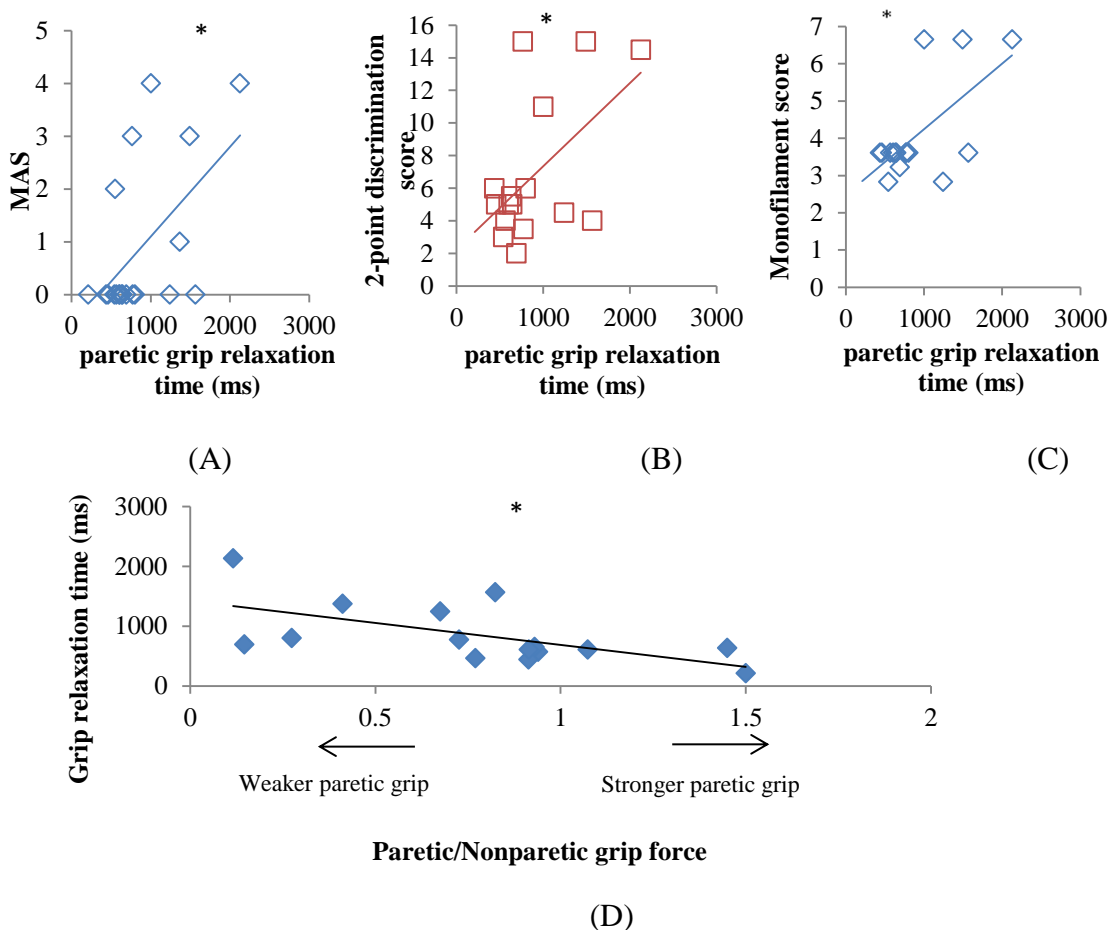 *
5
4
3
2
1
0
MAS
0 1000 2000 3000
paretic grip relaxation
time (ms)
(A)
*
16
14
12
10
8
6
4
2
0
2-point discrimination
score
0 1000 2000 3000
paretic grip relaxation
time (ms)
(B)
*
7
6
5
4
3
2
1
0
Monofilament score
0 1000 2000 3000
paretic grip relaxation
time (ms)
(C)
*
3000
2000
1000
0
Grip relaxation time (ms)
0 0.5 1 1.5 2
Weaker paretic grip
Stronger paretic grip
Paretic/Nonparetic grip force
(D)